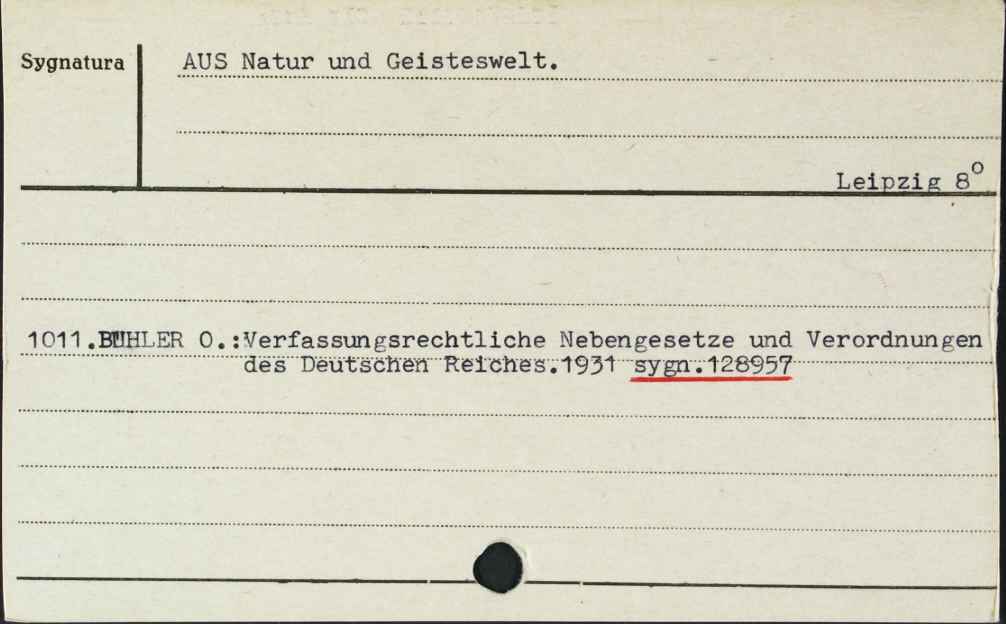 Sygnatura
AUS Natur und Geisteswelt.
Leipzig 8°
1011.BÜHLER O.:Verfassungsrechtliche Nebengesetze und Verordnungen
des Deutschen Reiches.1931 sygn.128957